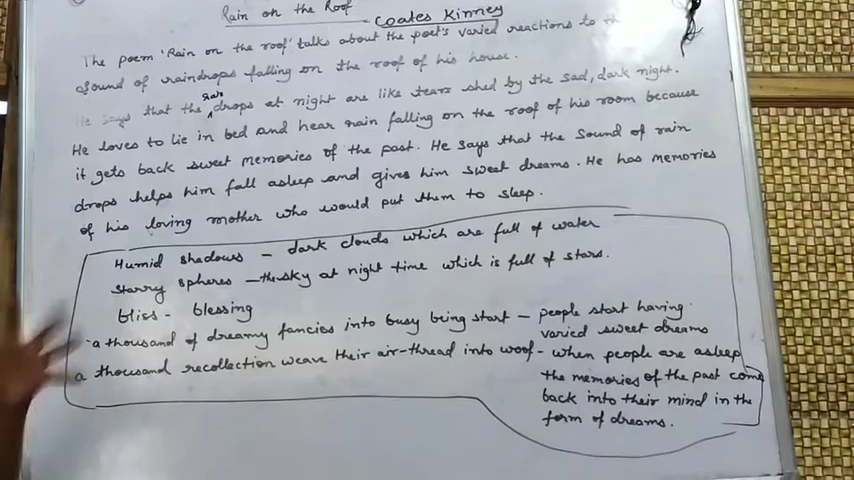 Rain on the Roof
- Coates Kinney
The poem 'Rain on the roof' talks about the poet's varied reactions to
sound of raindrops falling on the roof of his house.
He says that the rain drops at night are like tears shed by the sad, dark night.
He loves to lie in bed and hear rain falling on the roof of his room because
it gets back sweet memories of the past. He says that the sound of rain
drops helps him fall asleep and gives him sweet dreams. He has memories
of his loving mother who would put them to sleep.
Humid shadows - dark clouds which are full of water
Starry spheres - the sky at night time which is full of stars.
bliss - blessing
a thousand of dreamy fancies into busy being start - people start having
varied sweet dreams
a thousand recollection weave their air-thread into woof - when people are asleep
the memories of the past come
back into their mind in the
form of dreams.